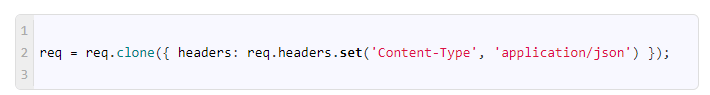 1
2 req = req.clone({ headers: req.headers.set('Content-Type', 'application/json') });
3